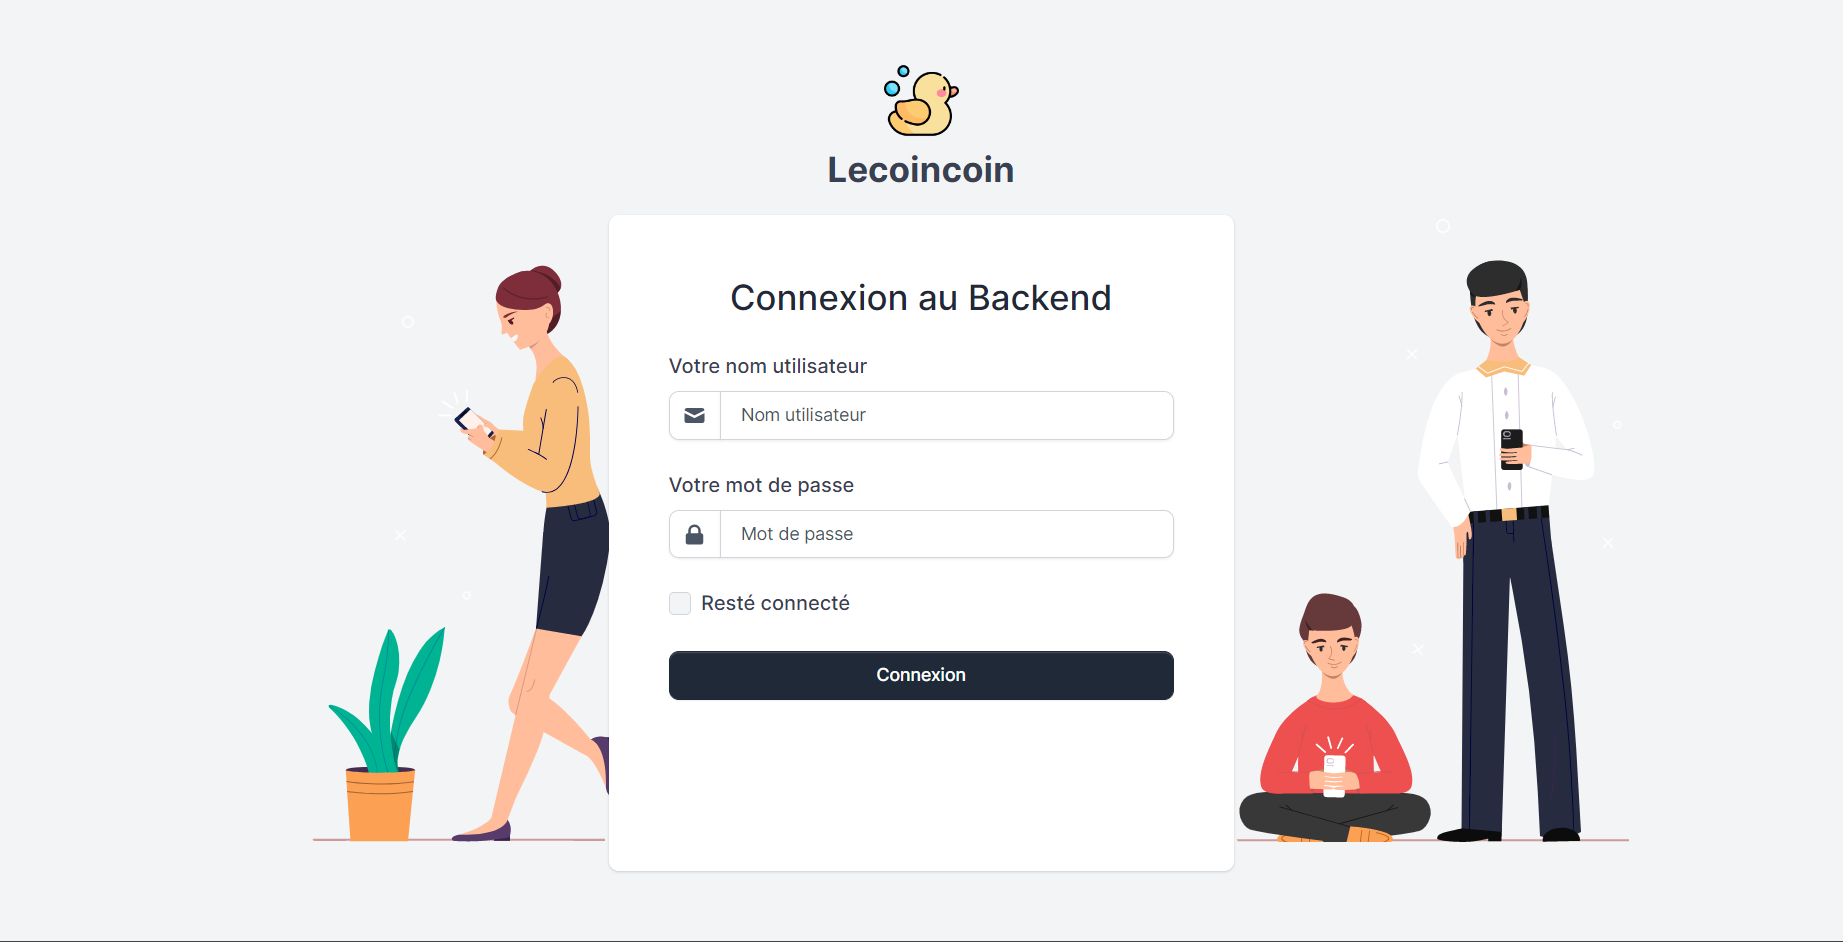 Lecoincoin
Connexion au Backend
Votre nom utilisateur
Nom utilisateur
Votre mot de passe
Mot de passe
Resté connecté
Connexion